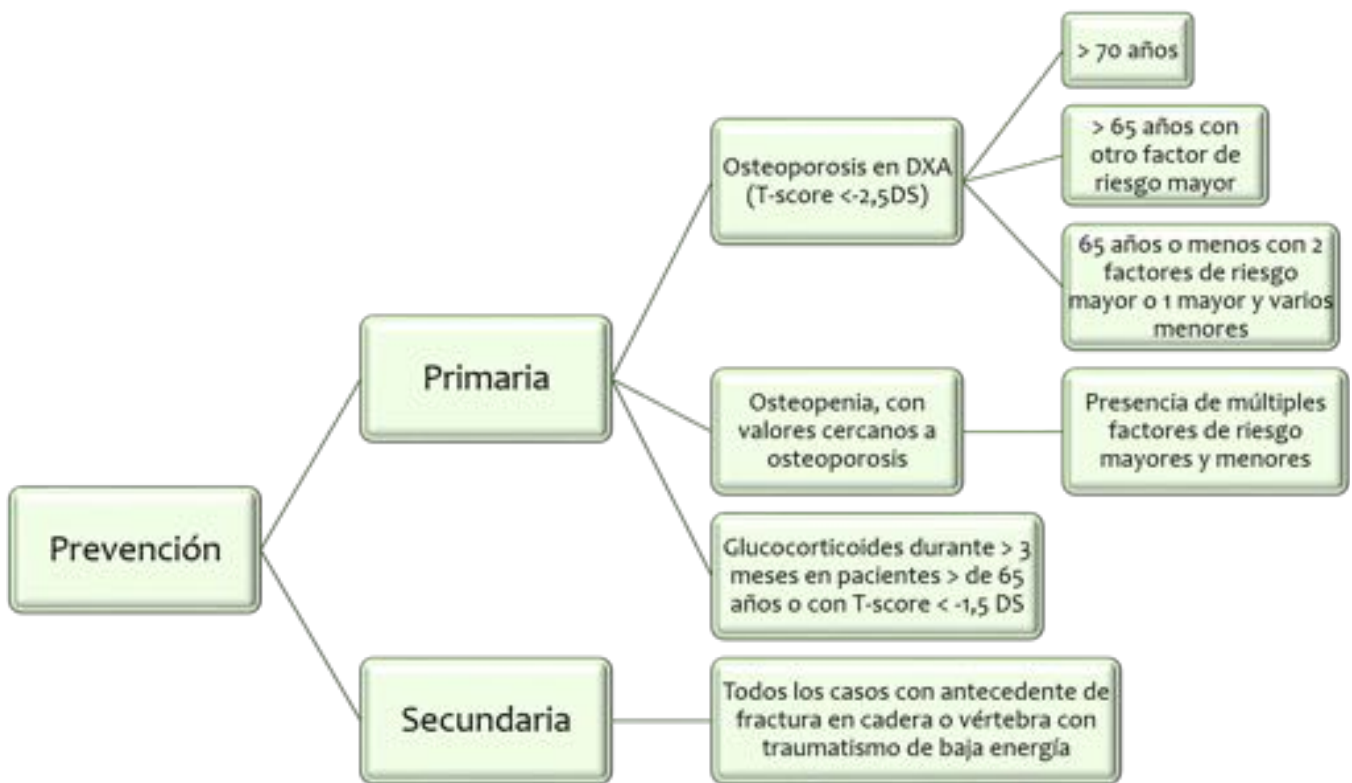 > 70 años
> 65 años con
otro factor de
riesgo mayor
Osteoporosis en DXA
(T-score <-2,5DS)
65 años o menos con 2
factores de riesgo
mayor o 1 mayor y varios
menores
Primaria
Osteopenia, con
valores cercanos a
osteoporosis
Presencia de múltiples
factores de riesgo
mayores y menores
Prevención
Glucocorticoides durante > 3
meses en pacientes > de 65
años o con T-score < -1,5 DS
Secundaria
Todos los casos con antecedente de
fractura en cadera o vértebra con
traumatismo de baja energía